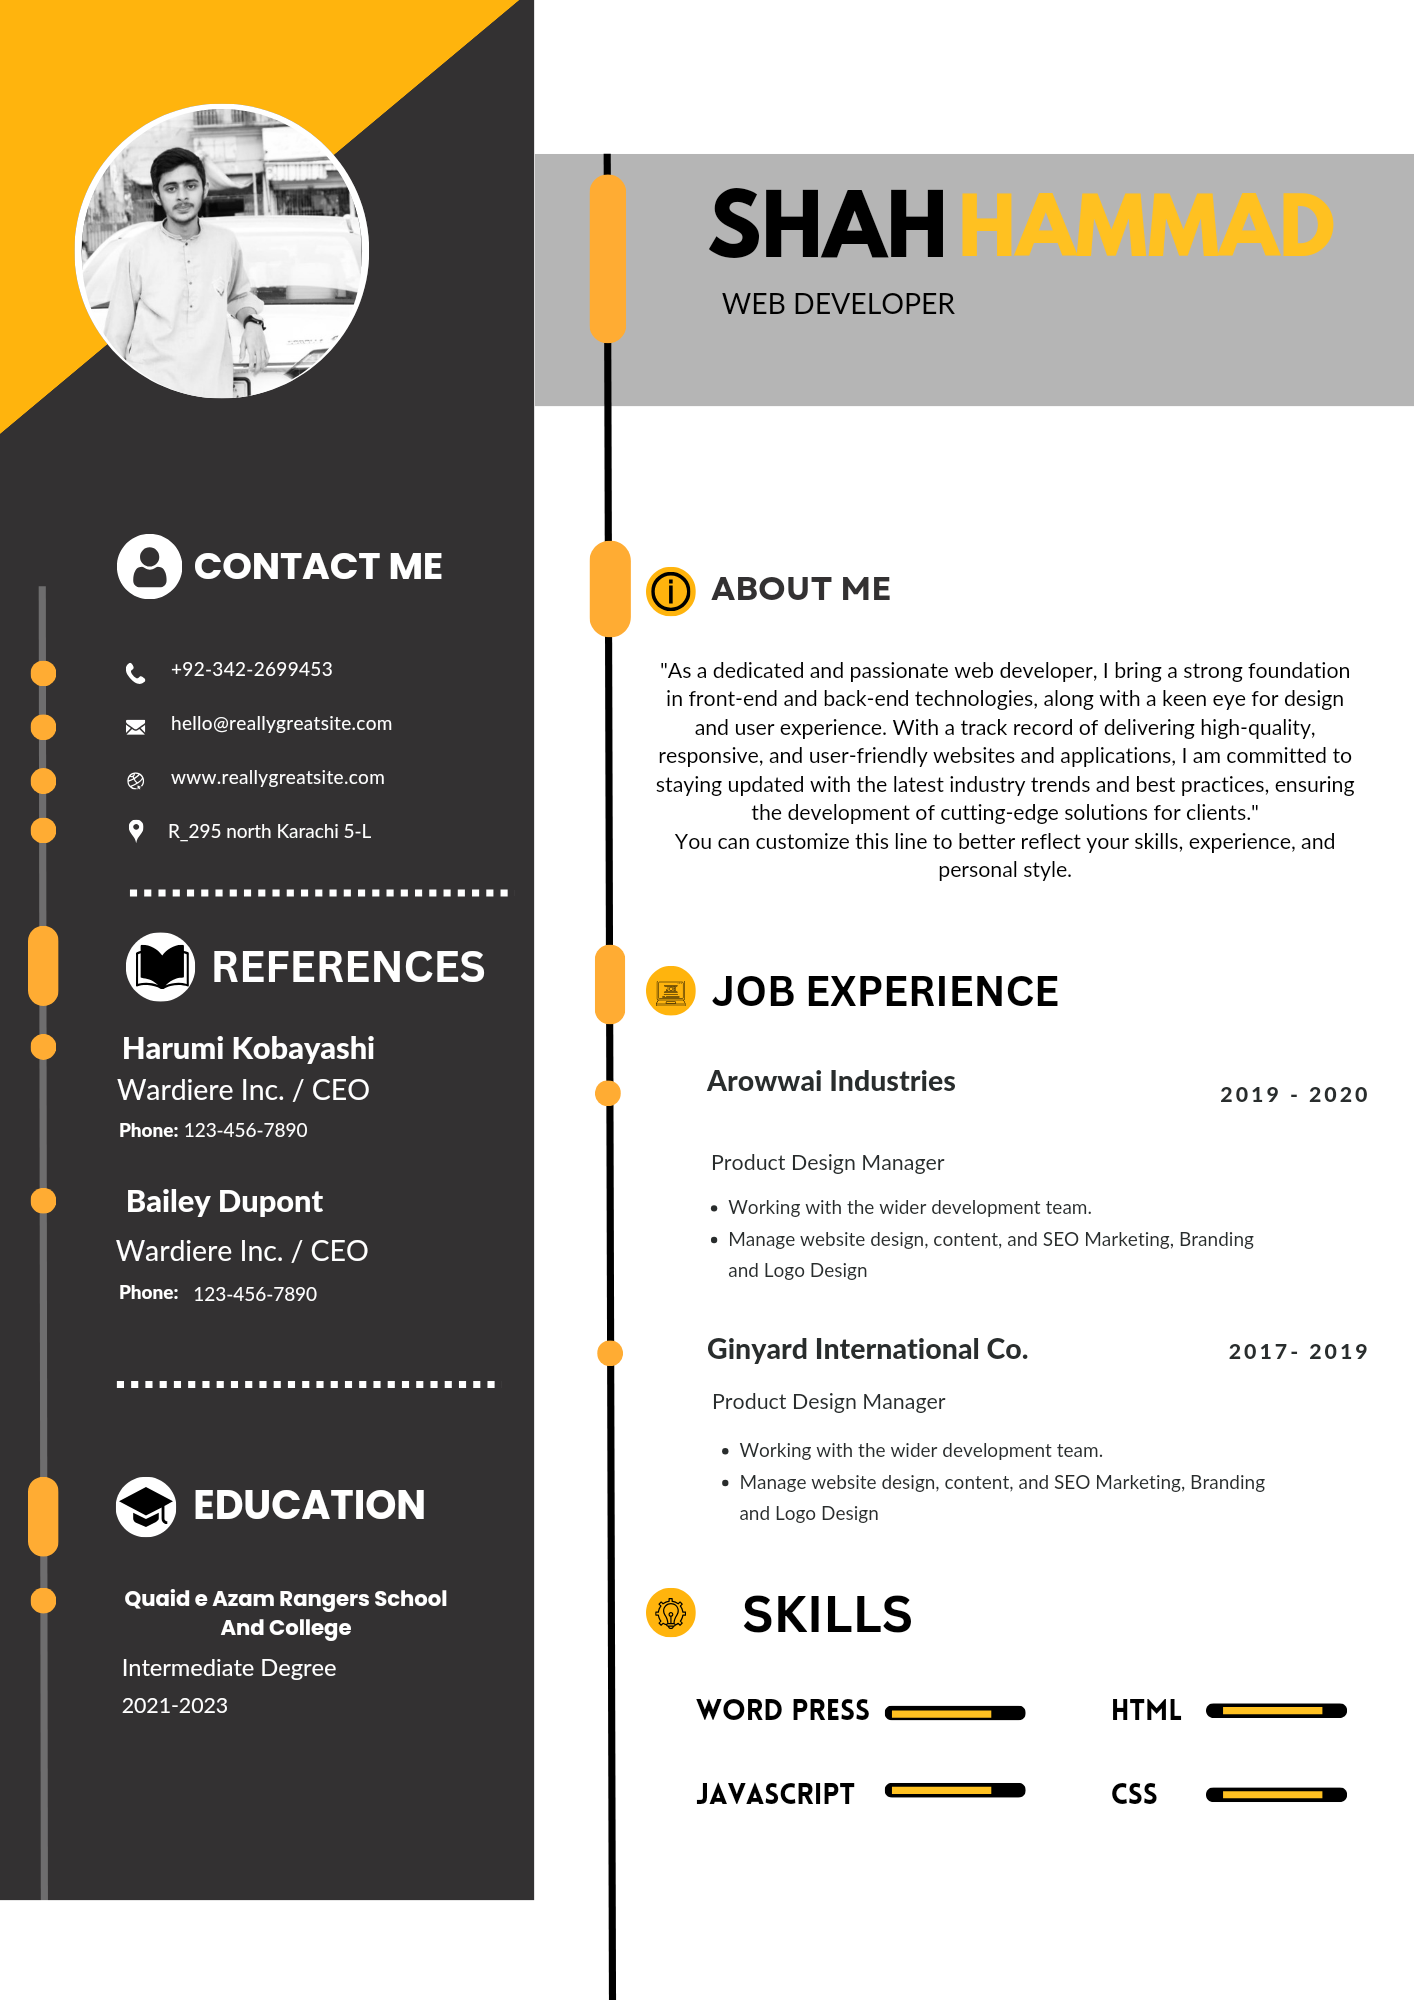 SHAH HAMMAD
WEB DEVELOPER
CONTACT ME
+92-342-2699453
hello@reallygreatsite.com
www.reallygreatsite.com
R_295 north Karachi 5-L
REFERENCES
Harumi Kobayashi
Wardiere Inc. / CEO
Phone: 123-456-7890
Bailey Dupont
Wardiere Inc. / CEO
Phone: 123-456-7890
EDUCATION
Quaid e Azam Rangers School
And College
Intermediate Degree
2021-2023
ABOUT ME
"As a dedicated and passionate web developer, I bring a strong foundation
in front-end and back-end technologies, along with a keen eye for design
and user experience. With a track record of delivering high-quality,
responsive, and user-friendly websites and applications, I am committed to
staying updated with the latest industry trends and best practices, ensuring
the development of cutting-edge solutions for clients."
You can customize this line to better reflect your skills, experience, and
personal style.
JOB EXPERIENCE
Arowwai Industries
2019 - 2020
Product Design Manager
• Working with the wider development team.
• Manage website design, content, and SEO Marketing, Branding
and Logo Design
Ginyard International Co.
2017- 2019
Product Design Manager
• Working with the wider development team.
• Manage website design, content, and SEO Marketing, Branding
and Logo Design
SKILLS
WORD PRESS
HTML
JAVASCRIPT
CSS